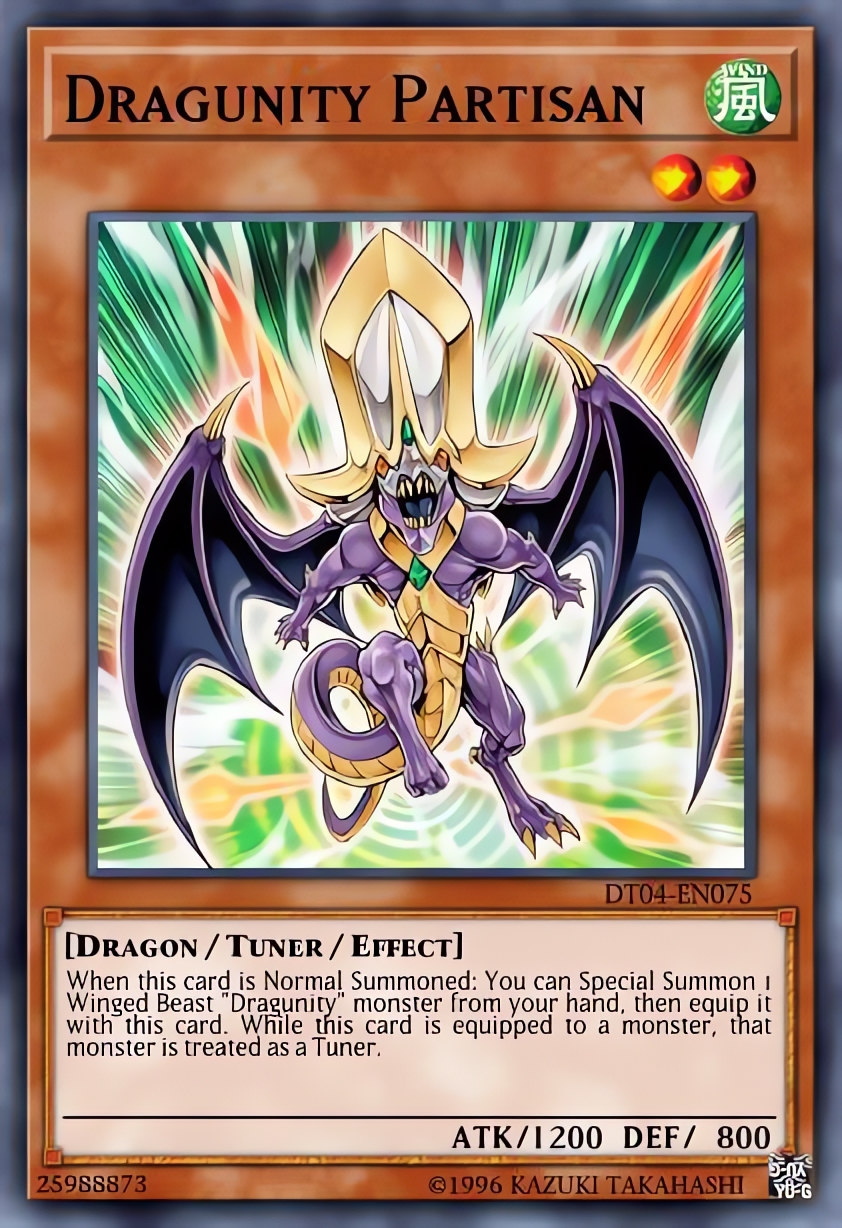 Dragunity Partisan
WIND
風
DT04-EN075
[Dragon / Tuner / Effect]
When this card is Normal Summoned: You can Special Summon 1
Winged Beast "Dragunity" monster from your hand, then equip it
with this card. While this card is equipped to a monster, that
monster is treated as a Tuner.
ATK/1200 DEF/ 800
25988873
©1996 KAZUKI TAKAHASHI